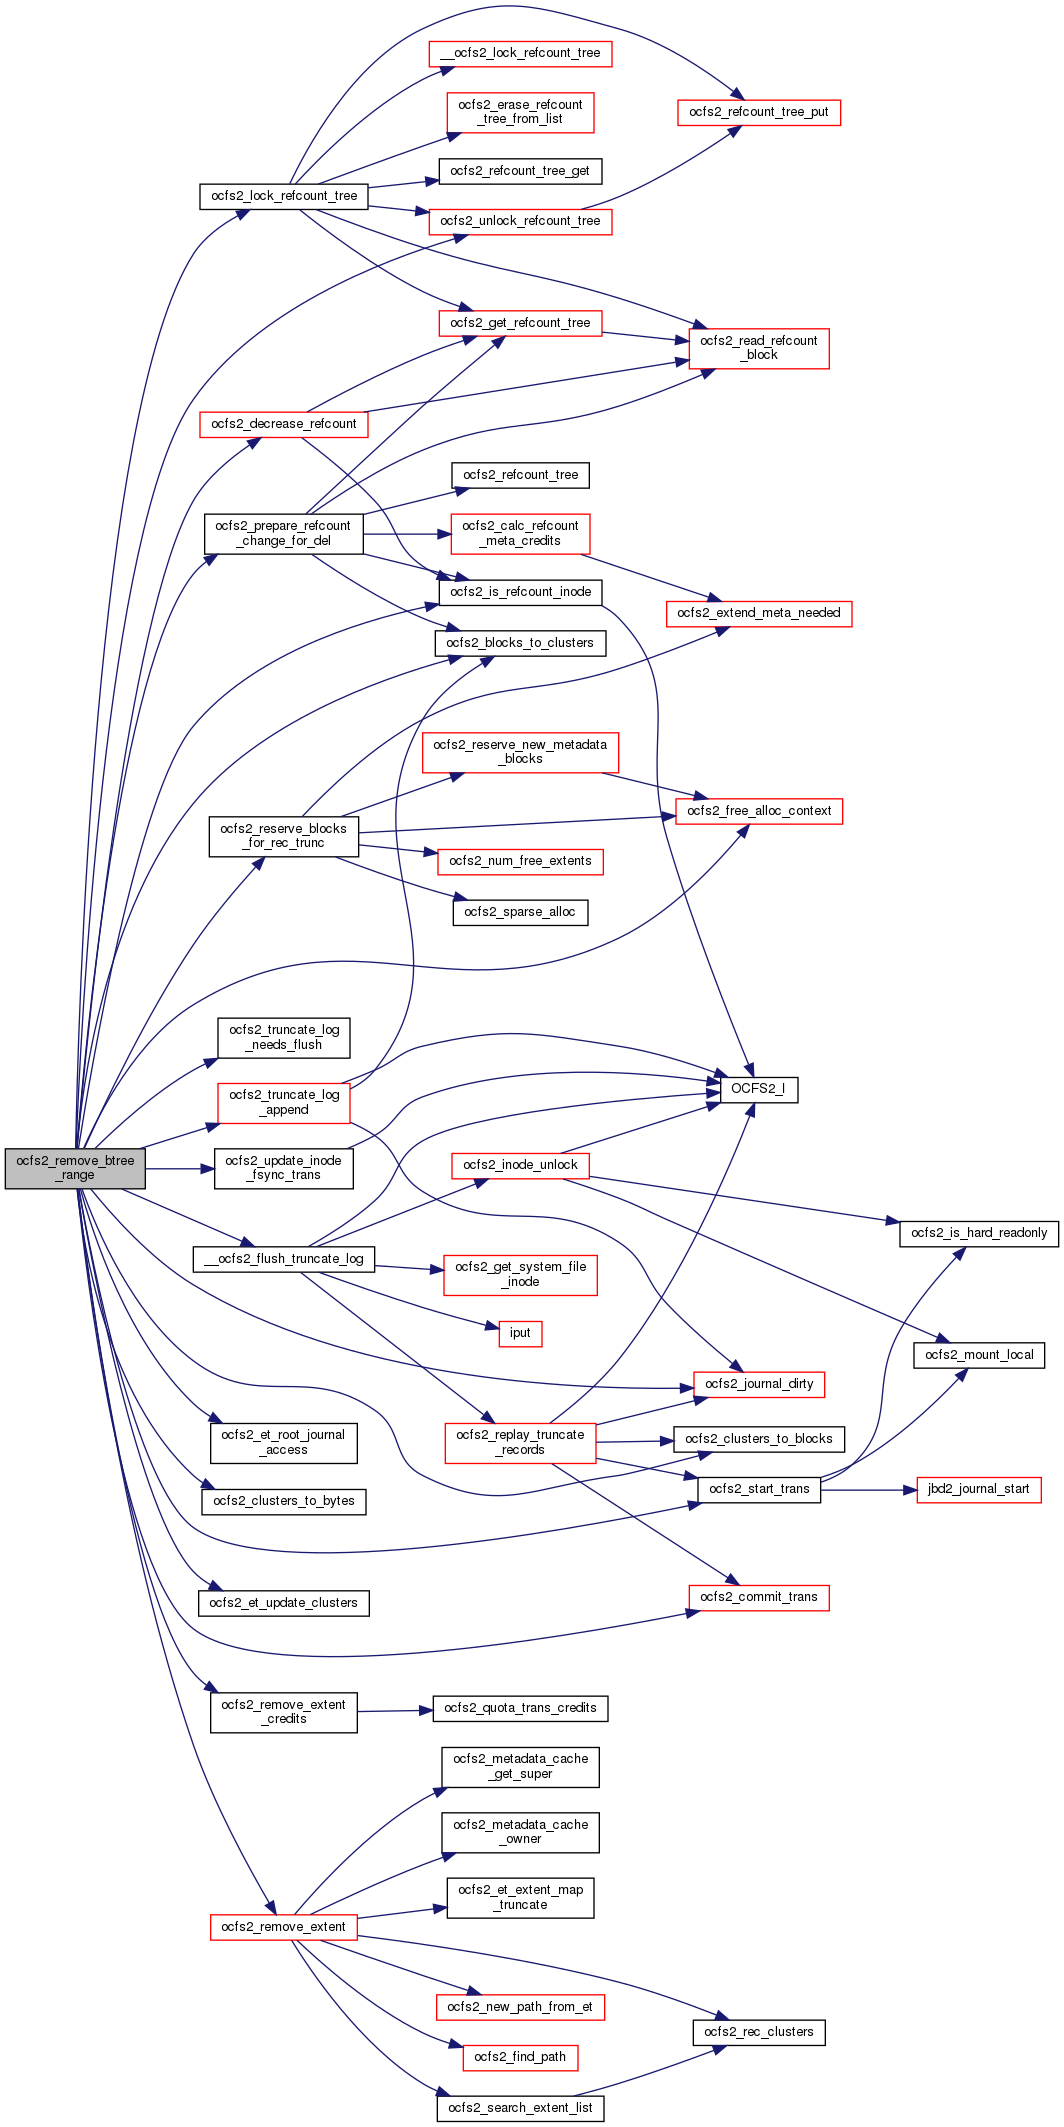 __ocfs2_lock_refcount_tree
ocfs2_erase_refcount
_tree_from_list
ocfs2_refcount_tree_put
ocfs2_refcount_tree_get
ocfs2_lock_refcount_tree
ocfs2_unlock_refcount_tree
ocfs2_get_refcount_tree
ocfs2_read_refcount
_block
ocfs2_decrease_refcount
ocfs2_refcount_tree
ocfs2_prepare_refcount
_change_for_del
ocfs2_calc_refcount
_meta_credits
ocfs2_is_refcount_inode
ocfs2_extend_meta_needed
ocfs2_blocks_to_clusters
ocfs2_reserve_new_metadata
_blocks
ocfs2_free_alloc_context
ocfs2_reserve_blocks
_for_rec_trunc
ocfs2_num_free_extents
ocfs2_sparse_alloc
ocfs2_truncate_log
_needs_flush
OCFS2_I
ocfs2_truncate_log
_append
ocfs2_remove_btree
_range
ocfs2_update_inode
_fsync_trans
ocfs2_inode_unlock
ocfs2_is_hard_readonly
__ocfs2_flush_truncate_log
ocfs2_get_system_file
_inode
iput
ocfs2_mount_local
ocfs2_journal_dirty
ocfs2_et_root_journal
_access
ocfs2_replay_truncate
_records
ocfs2_clusters_to_blocks
ocfs2_start_trans
jbd2_journal_start
ocfs2_clusters_to_bytes
ocfs2_et_update_clusters
ocfs2_commit_trans
ocfs2_remove_extent
_credits
ocfs2_quota_trans_credits
ocfs2_metadata_cache
_get_super
ocfs2_metadata_cache
_owner
ocfs2_et_extent_map
_truncate
ocfs2_remove_extent
ocfs2_new_path_from_et
ocfs2_rec_clusters
ocfs2_find_path
ocfs2_search_extent_list